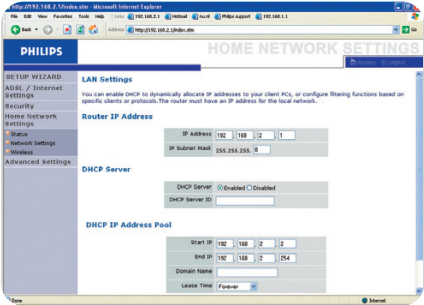 http://192.168.2.1/index.stm - Microsoft Internet Explorer
File Edit View Favorites Tools Help Links 192.168.2.1 Hotmail nu.nl Philips support 192.168.1.1
Back
Address http://192.168.2.1/index.stm Go
PHILIPS
HOME NETWORK SETTINGS
Home Logout
SETUP WIZARD
ADSL / Internet Settings
Security
Home Network Settings
Status
Network Settings
Wireless
Advanced Settings
LAN Settings
You can enable DHCP to dynamically allocate IP addresses to your client PCs, or configure filtering functions based on specific clients or protocols.The router must have an IP address for the local network.
Router IP Address
IP Address 192 . 168 . 2 . 1
IP Subnet Mask 255.255.255. 0
DHCP Server
DHCP Server Enabled Disabled
DHCP Server ID
DHCP IP Address Pool
Start IP 192 . 168 . 2 . 2
End IP 192 . 168 . 2 . 254
Domain Name
Lease Time Forever
Done Internet